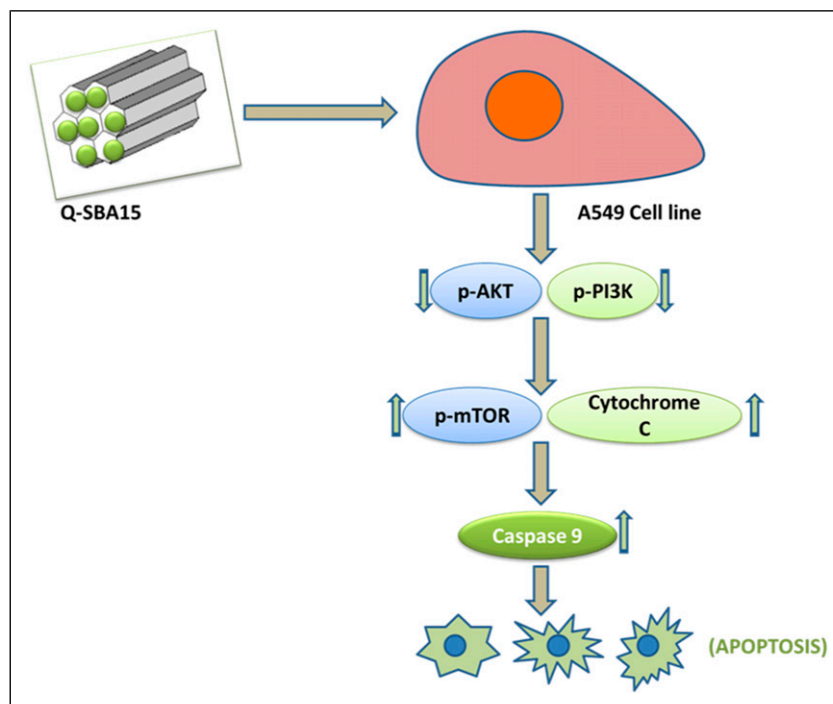 Q-SBA15
A549 Cell line
p-AKT
p-PI3K
p-mTOR
Cytochrome
C
Caspase 9
(APOPTOSIS)